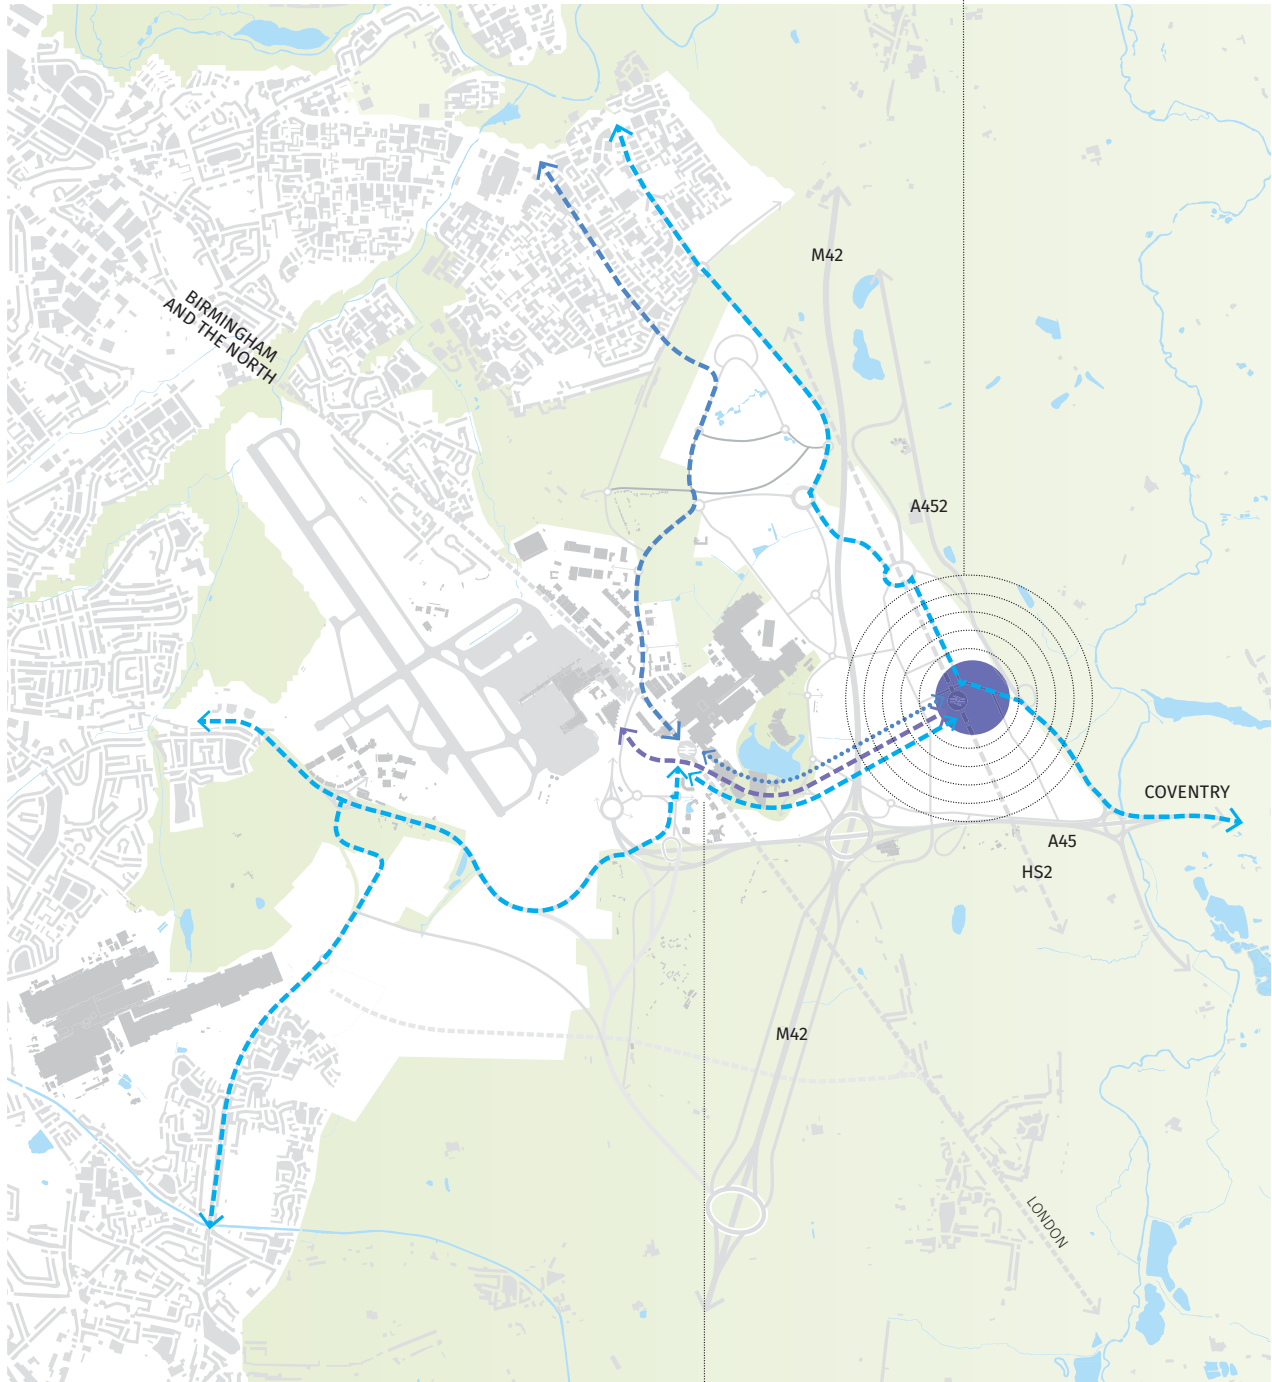 M42
BIRMINGHAM
AND THE NORTH
A452
COVENTRY
A45
HS2
M42
LONDON